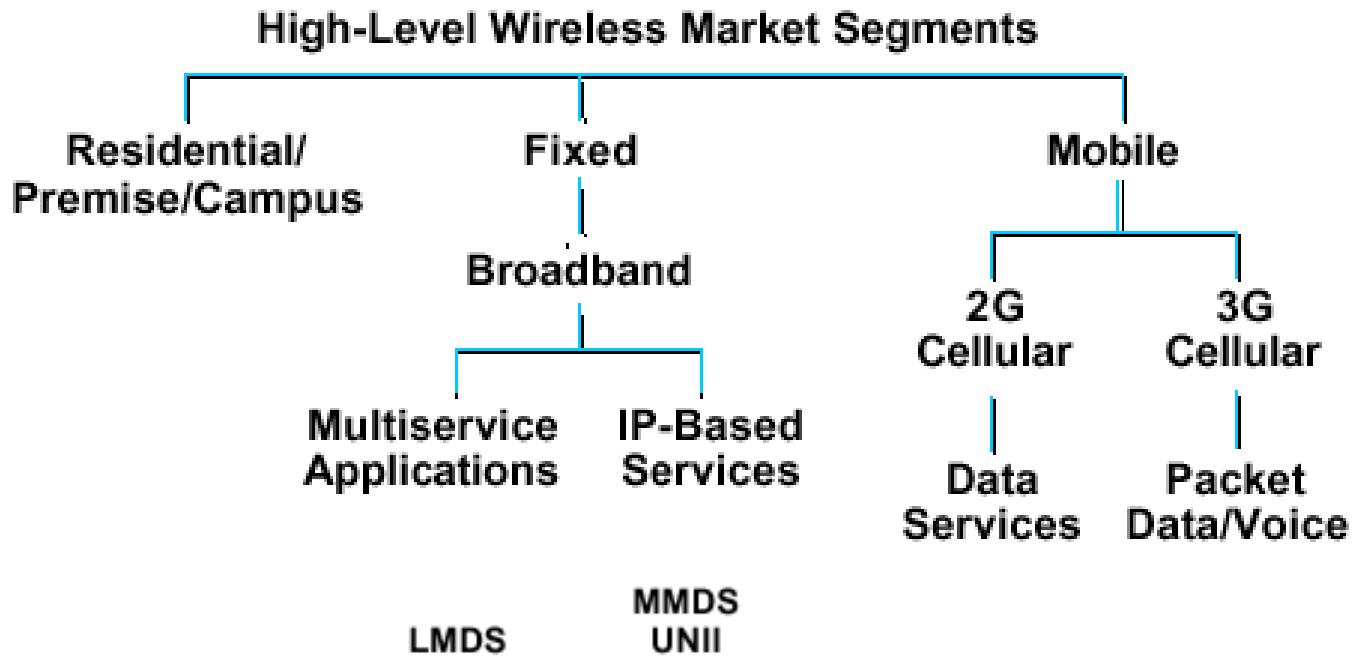 High-Level Wireless Market Segments
Residential/
Premise/Campus
Fixed
Mobile
Broadband
2G
Cellular
3G
Cellular
Multiservice
Applications
IP-Based
Services
Data
Services
Packet
Data/Voice
LMDS
MMDS
UNII